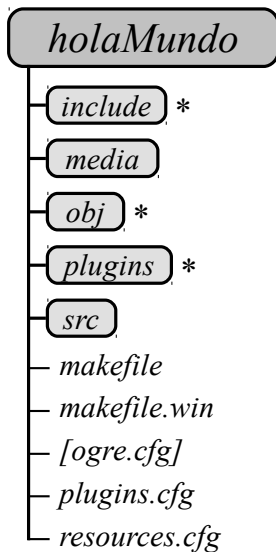 holaMundo
include *
media
obj *
plugins *
src
makefile
makefile.win
[ogre.cfg]
plugins.cfg
resources.cfg